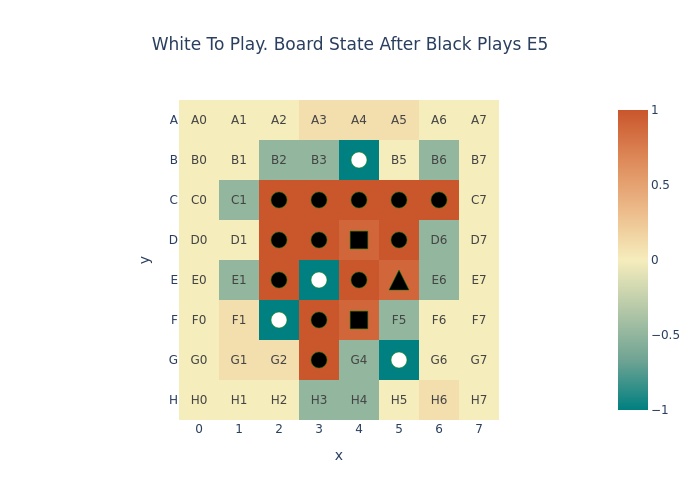 White To Play. Board State After Black Plays E5
A A0 A1 A2 A3 A4 A5 A6 A7
B B0 B1 B2 B3 B5 B6 B7
C C0 C1 C7
D D0 D1 D6 D7
E E0 E1 E6 E7
F F0 F1 F5 F6 F7
G G0 G1 G2 G4 G6 G7
H H0 H1 H2 H3 H4 H5 H6 H7
0 1 2 3 4 5 6 7
x
y
1
0.5
0
−0.5
−1